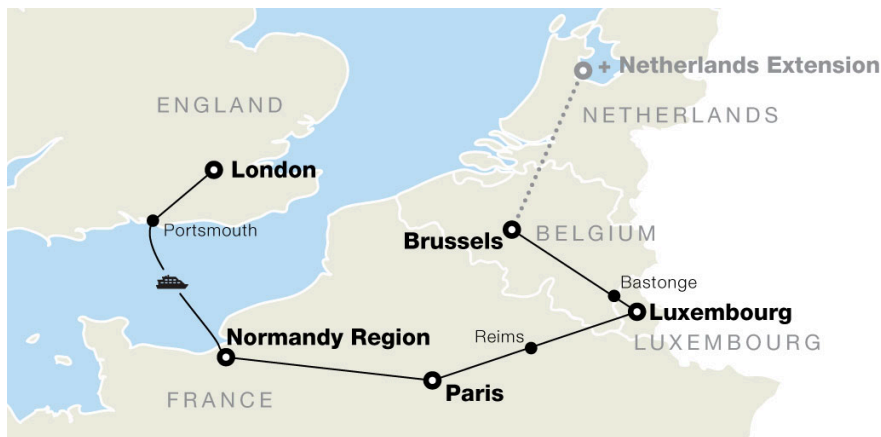 + Netherlands Extension
ENGLAND
NETHERLANDS
London
Portsmouth
Brussels
BELGIUM
Bastonge
Luxembourg
Normandy Region
Reims
LUXEMBOURG
Paris
FRANCE